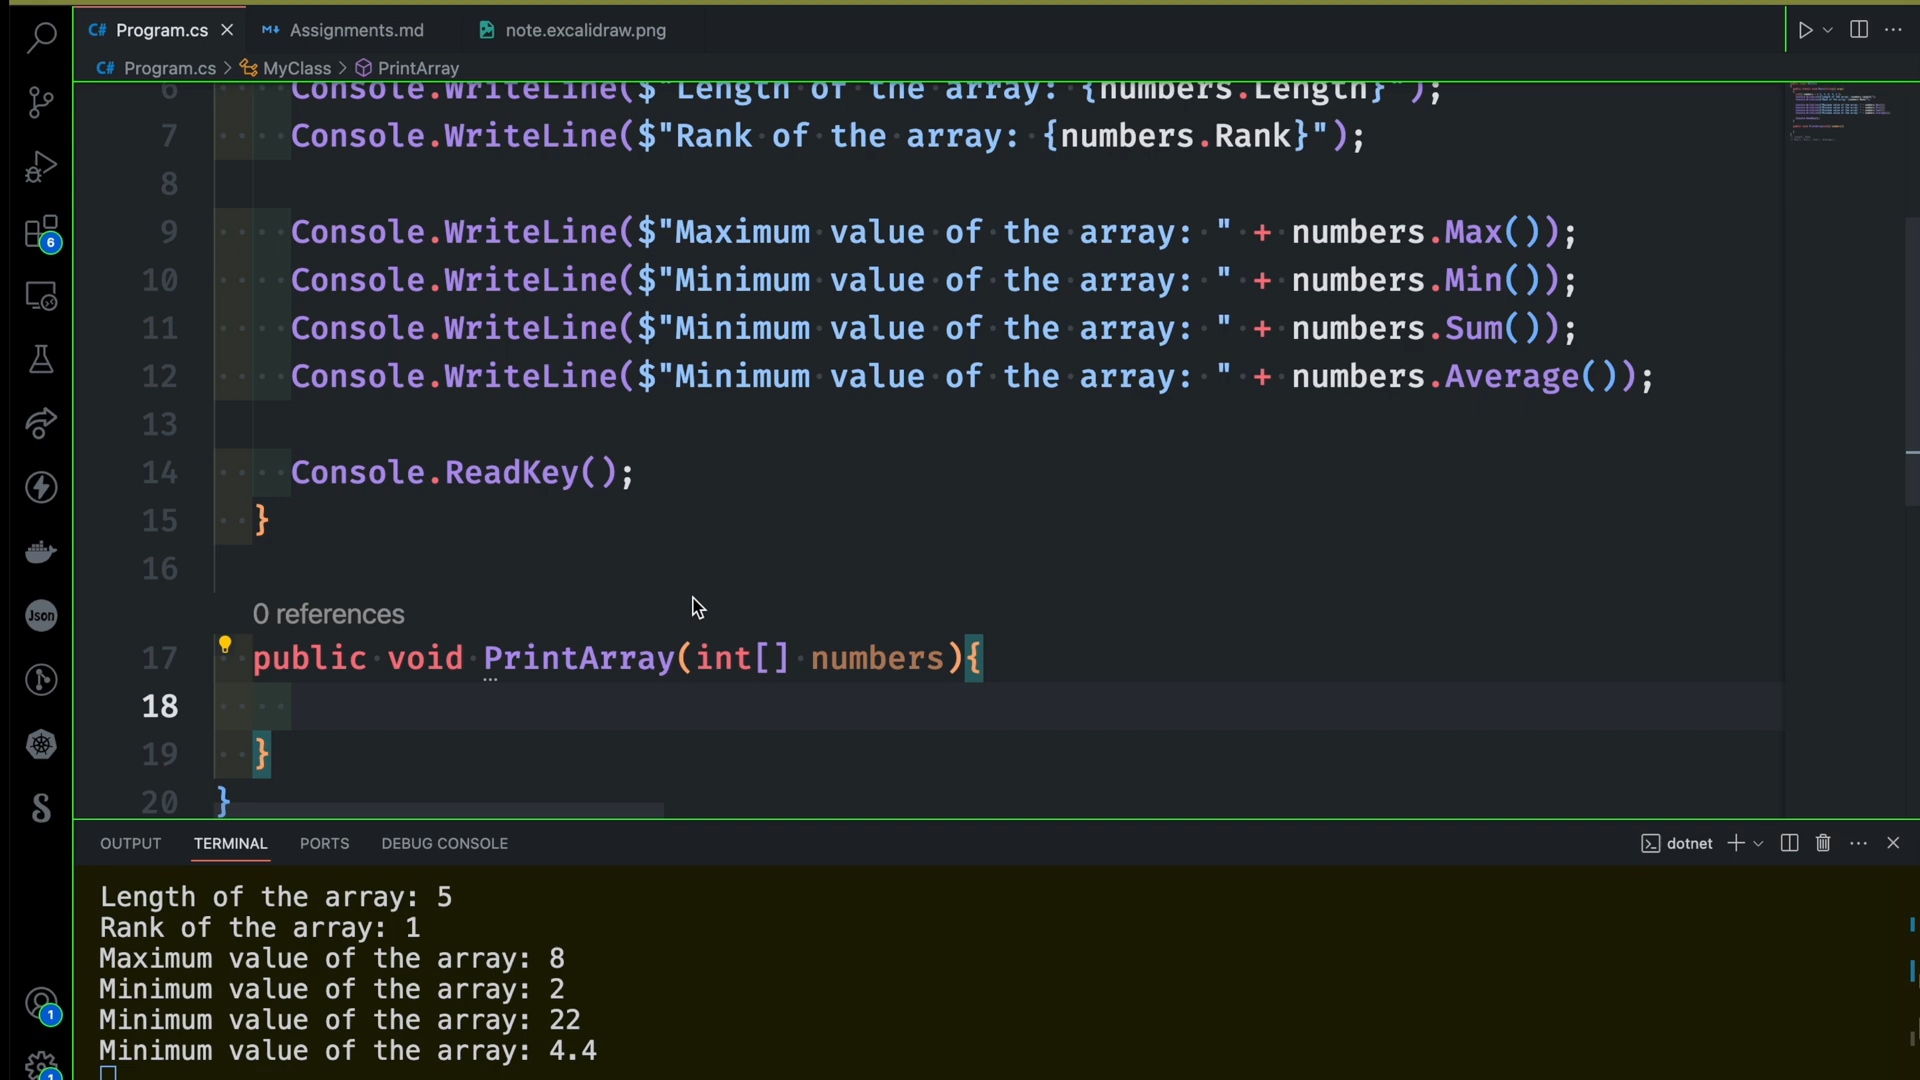 Program.cs
Assignments.md
note.excalidraw.png
Program.cs > MyClass > PrintArray
6 Console.WriteLine($"Length of the array: {numbers.Length}");
7 Console.WriteLine($"Rank of the array: {numbers.Rank}");
8
9 Console.WriteLine($"Maximum value of the array: " + numbers.Max());
10 Console.WriteLine($"Minimum value of the array: " + numbers.Min());
11 Console.WriteLine($"Minimum value of the array: " + numbers.Sum());
12 Console.WriteLine($"Minimum value of the array: " + numbers.Average());
13
14 Console.ReadKey();
15 }
16
0 references
17 public void PrintArray(int[] numbers){
18
19 }
20 }
6
Json
1
1
OUTPUT TERMINAL PORTS DEBUG CONSOLE
dotnet
Length of the array: 5
Rank of the array: 1
Maximum value of the array: 8
Minimum value of the array: 2
Minimum value of the array: 22
Minimum value of the array: 4.4